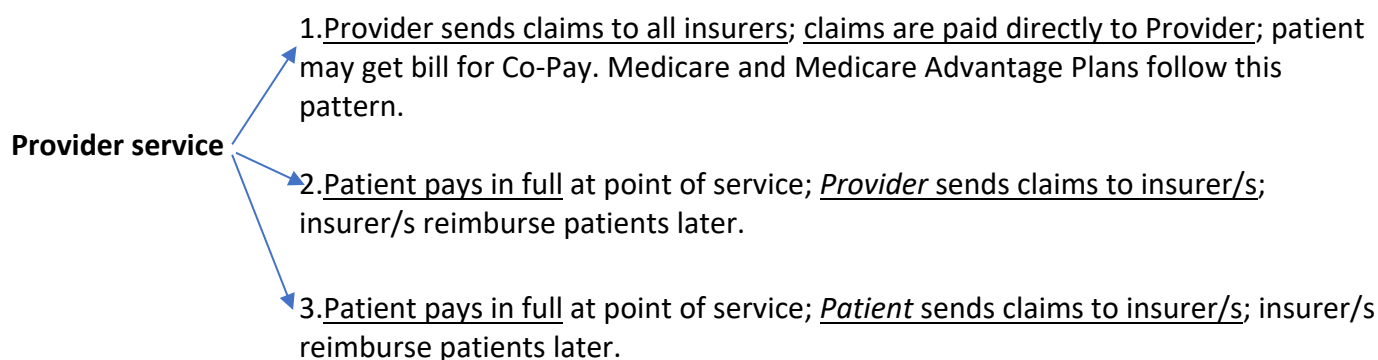 1.Provider sends claims to all insurers; claims are paid directly to Provider; patient
may get bill for Co-Pay. Medicare and Medicare Advantage Plans follow this
pattern.
Provider service
2.Patient pays in full at point of service; Provider sends claims to insurer/s;
insurer/s reimburse patients later.
3.Patient pays in full at point of service; Patient sends claims to insurer/s; insurer/s
reimburse patients later.